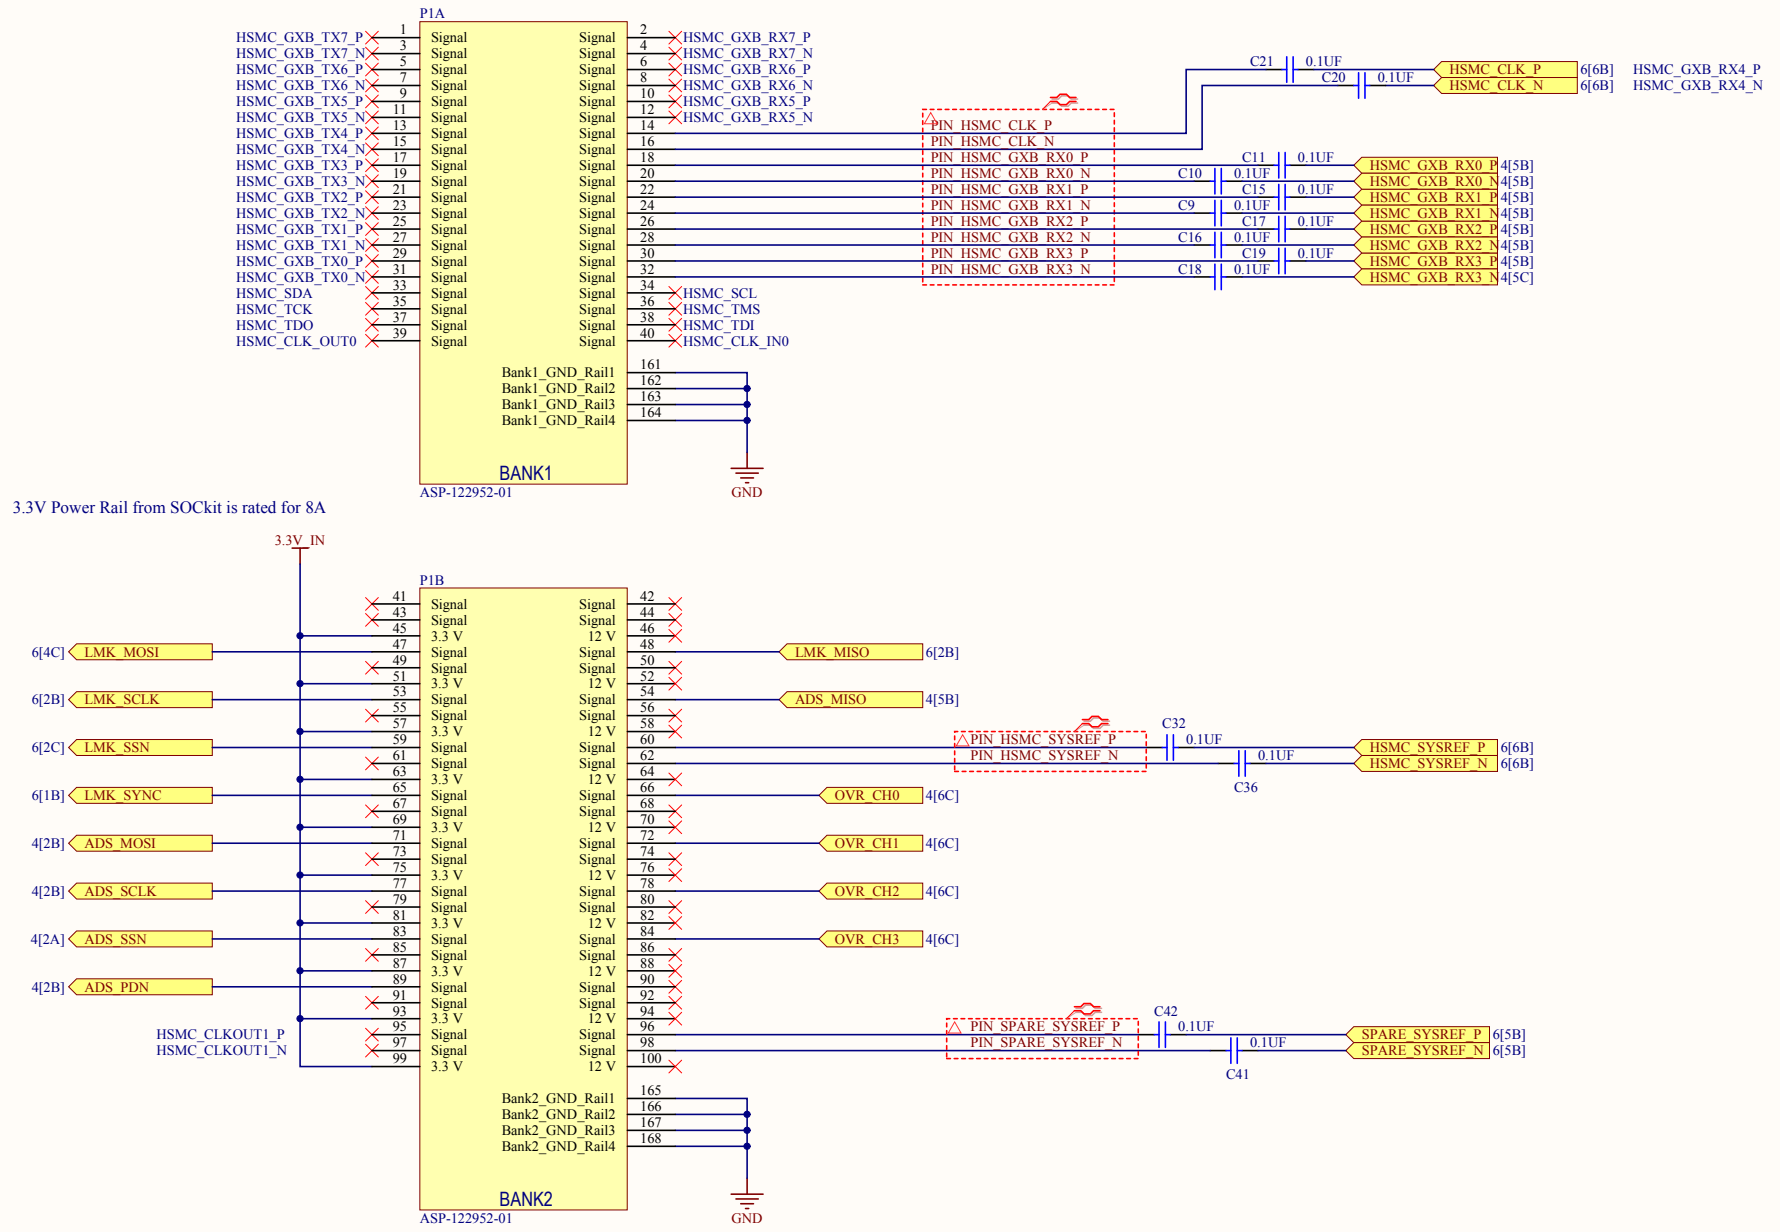 P1A
HSMC_GXB_TX7_P 1 Signal Signal 2 HSMC_GXB_RX7_P
HSMC_GXB_TX7_N 3 Signal Signal 4 HSMC_GXB_RX7_N
HSMC_GXB_TX6_P 5 Signal Signal 6 HSMC_GXB_RX6_P C21 0.1UF HSMC_CLK_P 6[6B] HSMC_GXB_RX4_P
HSMC_GXB_TX6_N 7 Signal Signal 8 HSMC_GXB_RX6_N C20 0.1UF HSMC_CLK_N 6[6B] HSMC_GXB_RX4_N
HSMC_GXB_TX5_P 9 Signal Signal 10 HSMC_GXB_RX5_P
HSMC_GXB_TX5_N 11 Signal Signal 12 HSMC_GXB_RX5_N
HSMC_GXB_TX4_P 13 Signal Signal 14 PIN_HSMC_CLK_P
HSMC_GXB_TX4_N 15 Signal Signal 16 PIN_HSMC_CLK_N
HSMC_GXB_TX3_P 17 Signal Signal 18 PIN_HSMC_GXB_RX0_P C11 0.1UF HSMC_GXB_RX0_P 4[5B]
HSMC_GXB_TX3_N 19 Signal Signal 20 PIN_HSMC_GXB_RX0_N C10 0.1UF HSMC_GXB_RX0_N 4[5B]
HSMC_GXB_TX2_P 21 Signal Signal 22 PIN_HSMC_GXB_RX1_P C15 0.1UF HSMC_GXB_RX1_P 4[5B]
HSMC_GXB_TX2_N 23 Signal Signal 24 PIN_HSMC_GXB_RX1_N C9 0.1UF HSMC_GXB_RX1_N 4[5B]
HSMC_GXB_TX1_P 25 Signal Signal 26 PIN_HSMC_GXB_RX2_P C17 0.1UF HSMC_GXB_RX2_P 4[5B]
HSMC_GXB_TX1_N 27 Signal Signal 28 PIN_HSMC_GXB_RX2_N C16 0.1UF HSMC_GXB_RX2_N 4[5B]
HSMC_GXB_TX0_P 29 Signal Signal 30 PIN_HSMC_GXB_RX3_P C19 0.1UF HSMC_GXB_RX3_P 4[5B]
HSMC_GXB_TX0_N 31 Signal Signal 32 PIN_HSMC_GXB_RX3_N C18 0.1UF HSMC_GXB_RX3_N 4[5C]
HSMC_SDA 33 Signal Signal 34 HSMC_SCL
HSMC_TCK 35 Signal Signal 36 HSMC_TMS
HSMC_TDO 37 Signal Signal 38 HSMC_TDI
HSMC_CLK_OUT0 39 Signal Signal 40 HSMC_CLK_IN0
Bank1_GND_Rail1 161
Bank1_GND_Rail2 162
Bank1_GND_Rail3 163
Bank1_GND_Rail4 164
BANK1
ASP-122952-01 GND
3.3V Power Rail from SOCkit is rated for 8A
3.3V_IN
P1B
41 Signal Signal 42
43 Signal Signal 44
45 3.3 V 12 V 46
6[4C] LMK_MOSI 47 Signal Signal 48 LMK_MISO 6[2B]
49 Signal Signal 50
51 3.3 V 12 V 52
6[2B] LMK_SCLK 53 Signal Signal 54 ADS_MISO 4[5B]
55 Signal Signal 56
57 3.3 V 12 V 58
6[2C] LMK_SSN 59 Signal Signal 60 PIN_HSMC_SYSREF_P C32 0.1UF HSMC_SYSREF_P 6[6B]
61 Signal Signal 62 PIN_HSMC_SYSREF_N C36 0.1UF HSMC_SYSREF_N 6[6B]
63 3.3 V 12 V 64
6[1B] LMK_SYNC 65 Signal Signal 66 OVR_CH0 4[6C]
67 Signal Signal 68
69 3.3 V 12 V 70
4[2B] ADS_MOSI 71 Signal Signal 72 OVR_CH1 4[6C]
73 Signal Signal 74
75 3.3 V 12 V 76
4[2B] ADS_SCLK 77 Signal Signal 78 OVR_CH2 4[6C]
79 Signal Signal 80
81 3.3 V 12 V 82
4[2A] ADS_SSN 83 Signal Signal 84 OVR_CH3 4[6C]
85 Signal Signal 86
87 3.3 V 12 V 88
4[2B] ADS_PDN 89 Signal Signal 90
91 Signal Signal 92
93 3.3 V 12 V 94
HSMC_CLKOUT1_P 95 Signal Signal 96 PIN_SPARE_SYSREF_P C42 0.1UF SPARE_SYSREF_P 6[5B]
HSMC_CLKOUT1_N 97 Signal Signal 98 PIN_SPARE_SYSREF_N C41 0.1UF SPARE_SYSREF_N 6[5B]
99 3.3 V 12 V 100
Bank2_GND_Rail1 165
Bank2_GND_Rail2 166
Bank2_GND_Rail3 167
Bank2_GND_Rail4 168
BANK2
ASP-122952-01 GND